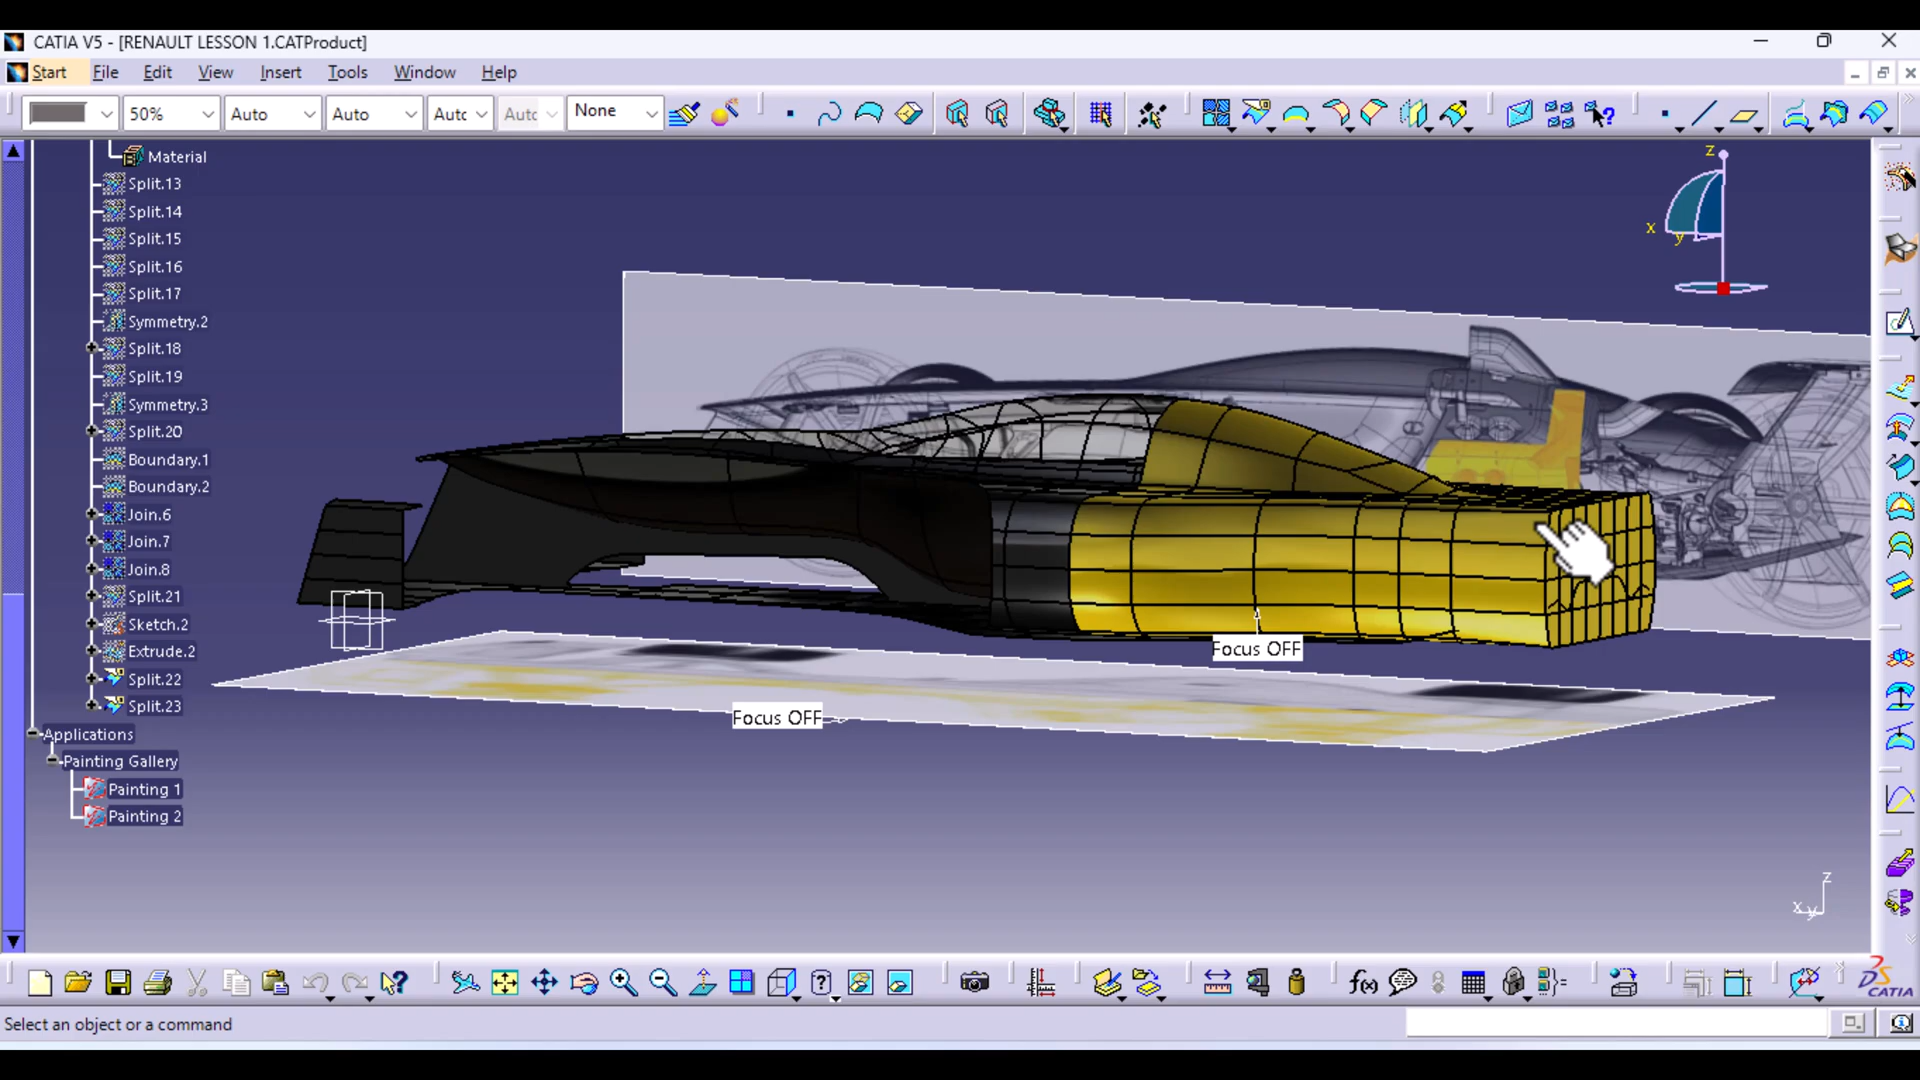 CATIA V5 - [RENAULT LESSON 1.CATProduct]
Start File Edit View Insert Tools Window Help
50% Auto Auto Autc Autc None
Material
Split.13
Split.14
Split.15
Split.16
Split.17
Symmetry.2
Split.18
Split.19
Symmetry.3
Split.20
Boundary.1
Boundary.2
Join.6
Join.7
Join.8
Split.21
Sketch.2
Extrude.2
Split.22
Split.23
Applications
Painting Gallery
Painting 1
Painting 2
z
x
y
Focus OFF
Focus OFF
z
x
y
f(x)
DS
CATIA
Select an object or a command